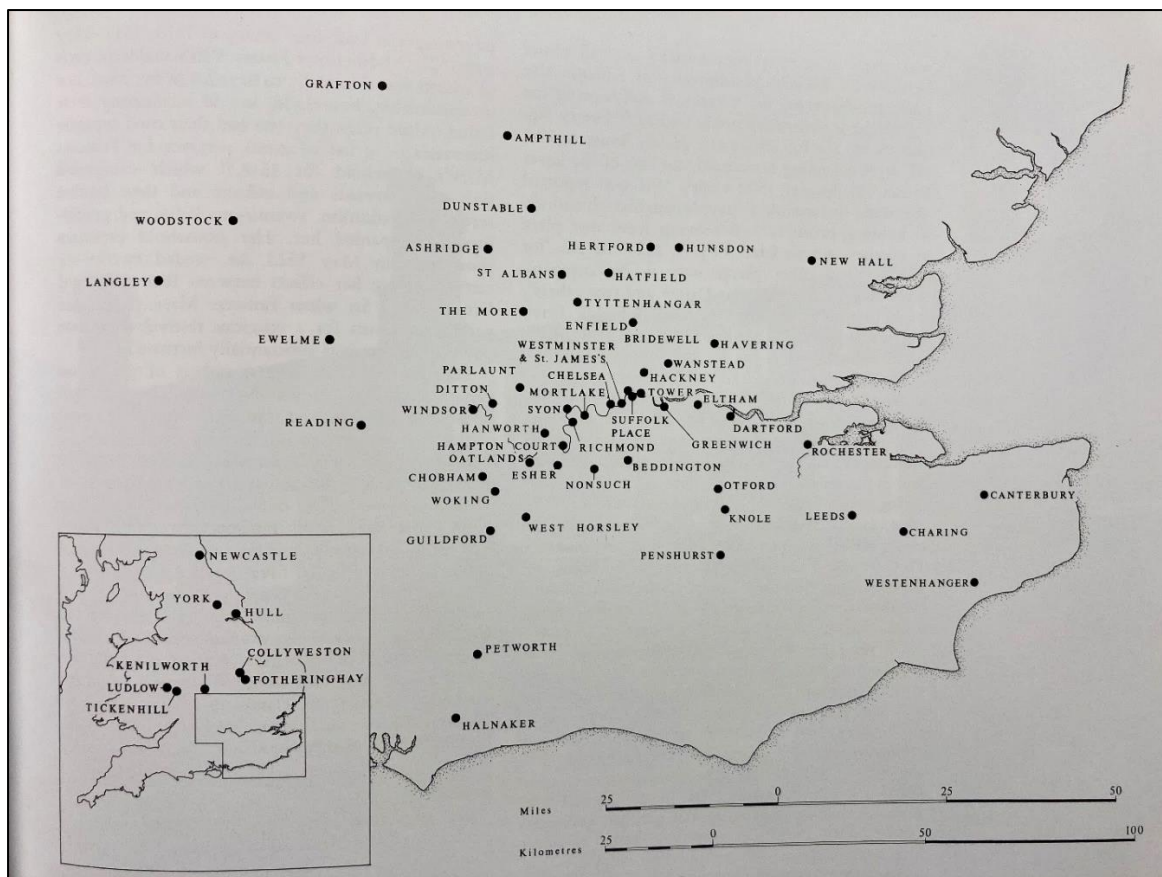 GRAFTON
AMPTHILL
DUNSTABLE
WOODSTOCK
ASHRIDGE
HERTFORD
HUNSDON
NEW HALL
ST ALBANS
HATFIELD
LANGLEY
TYTTENHANGAR
THE MORE
ENFIELD
EWELME
BRIDEWELL
HAVERING
WESTMINSTER
& St. JAMES'S
WANSTEAD
PARLAUNT
CHELSEA
HACKNEY
DITTON
MORTLAKE
TOWER
ELTHAM
WINDSOR
SYON
SUFFOLK
PLACE
DARTFORD
READING
HANWORTH
GREENWICH
HAMPTON COURT
RICHMOND
ROCHESTER
OATLANDS
ESHER
BEDDINGTON
CHOBHAM
NONSUCH
OTFORD
CANTERBURY
WOKING
KNOLE
LEEDS
WEST HORSLEY
CHARING
GUILDFORD
PENSHURST
WESTENHANGER
PETWORTH
HALNAKER
NEWCASTLE
YORK
HULL
COLLYWESTON
KENILWORTH
FOTHERINGHAY
LUDLOW
TICKENHILL
Miles 25 0 25 50
Kilometres 25 0 50 100